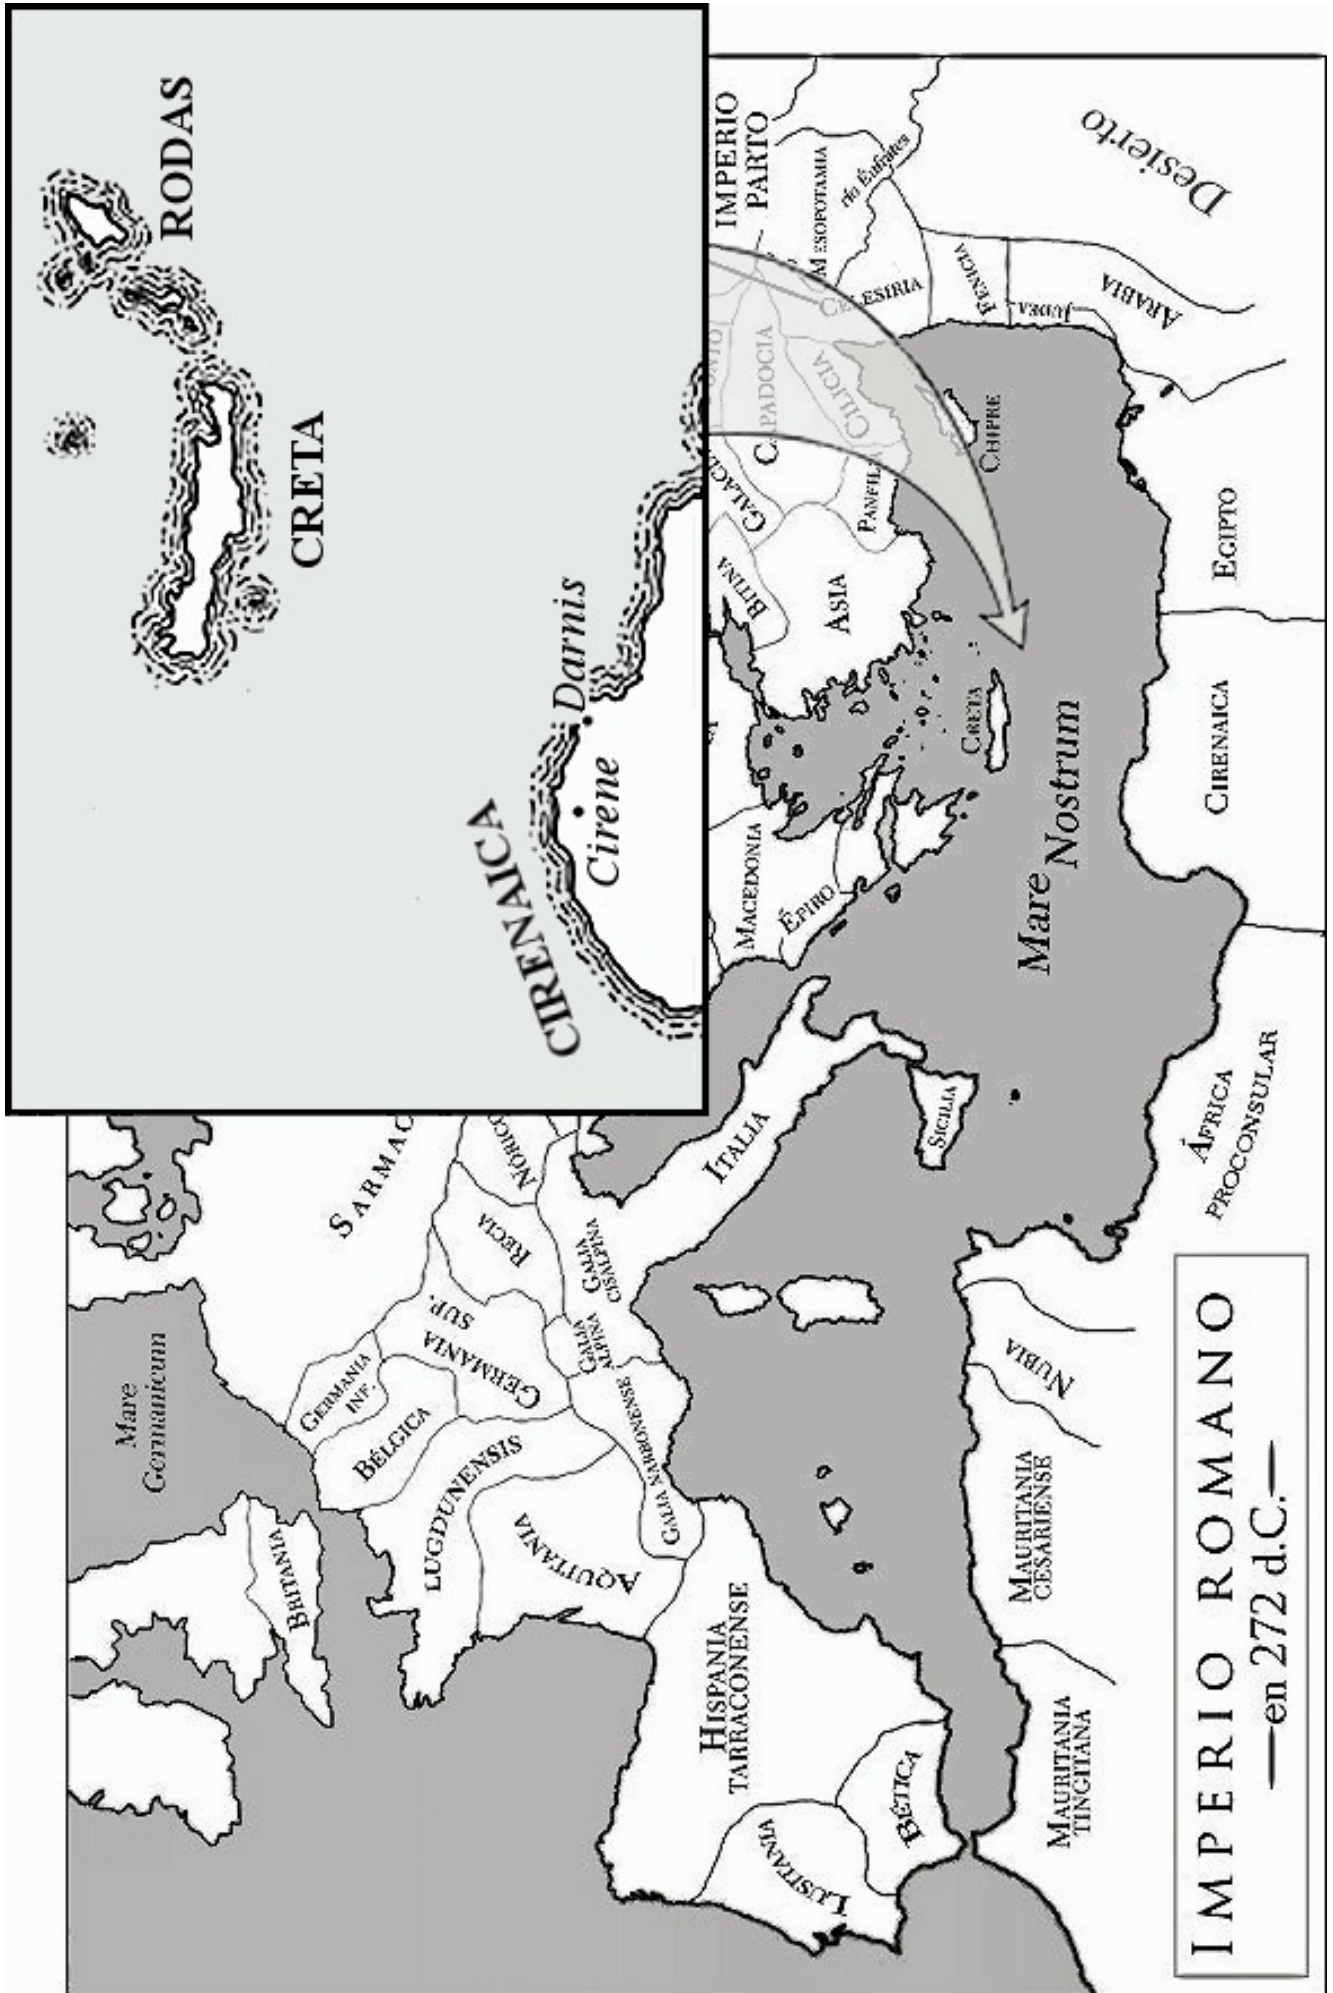 RODAS
CRETA
Darnis
Cirene
CIRENAICA
IMPERIO
PARTO
MESOPOTAMIA
río Éufrates
Desierto
CELESIRIA
FENICIA
JUDEA
ARABIA
CAPADOCIA
CILICIA
CHIPRE
PANFILIA
BITINA
ASIA
EGIPTO
CRETA
CIRENAICA
Mare
Nostrum
MACEDONIA
ÉPIRO
ITALIA
SICILIA
ÁFRICA
PROCONSULAR
SARMAC
NÓRICO
RECIA
GALIA
CISALPINA
GALIA
ALPINA
GERMANIA
SUP.
GERMANIA
INF.
BÉLGICA
Mare
Germanicum
LUGDUNENSIS
GALIA NARBONENSE
AQUITANIA
BRITANIA
NUBIA
MAURITANIA
CESARIENSE
HISPANIA
TARRACONENSE
LUSITANIA
BÉTICA
MAURITANIA
TINGITANA
IMPERIO ROMANO
—en 272 d.C.—